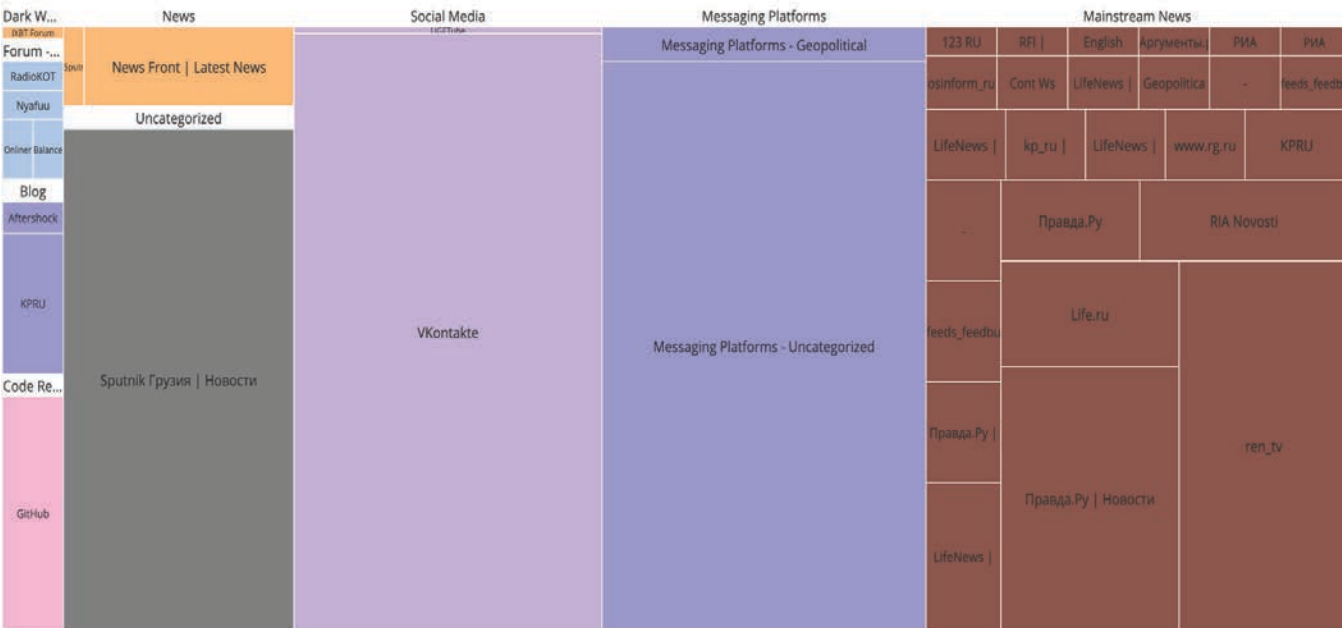 Dark W...
IXBT Forum
Forum -...
RadioKOT
Nyafuu
Onliner Balance
Blog
Aftershock
KPRU
Code Re...
GitHub
News
Sputn
News Front | Latest News
Uncategorized
Sputnik Грузия | Новости
Social Media
VKontakte
Messaging Platforms
Messaging Platforms - Geopolitical
Messaging Platforms - Uncategorized
Mainstream News
123 RU
RFI |
English
Аргументы.
РИА
РИА
osinform_ru
Cont Ws
LifeNews |
Geopolitica
-
feeds_feedb
LifeNews |
kp_ru |
LifeNews |
www.rg.ru
KPRU
-
Правда.Ру
RIA Novosti
feeds_feedbu
Life.ru
Правда.Ру |
Правда.Ру | Новости
ren_tv
LifeNews |